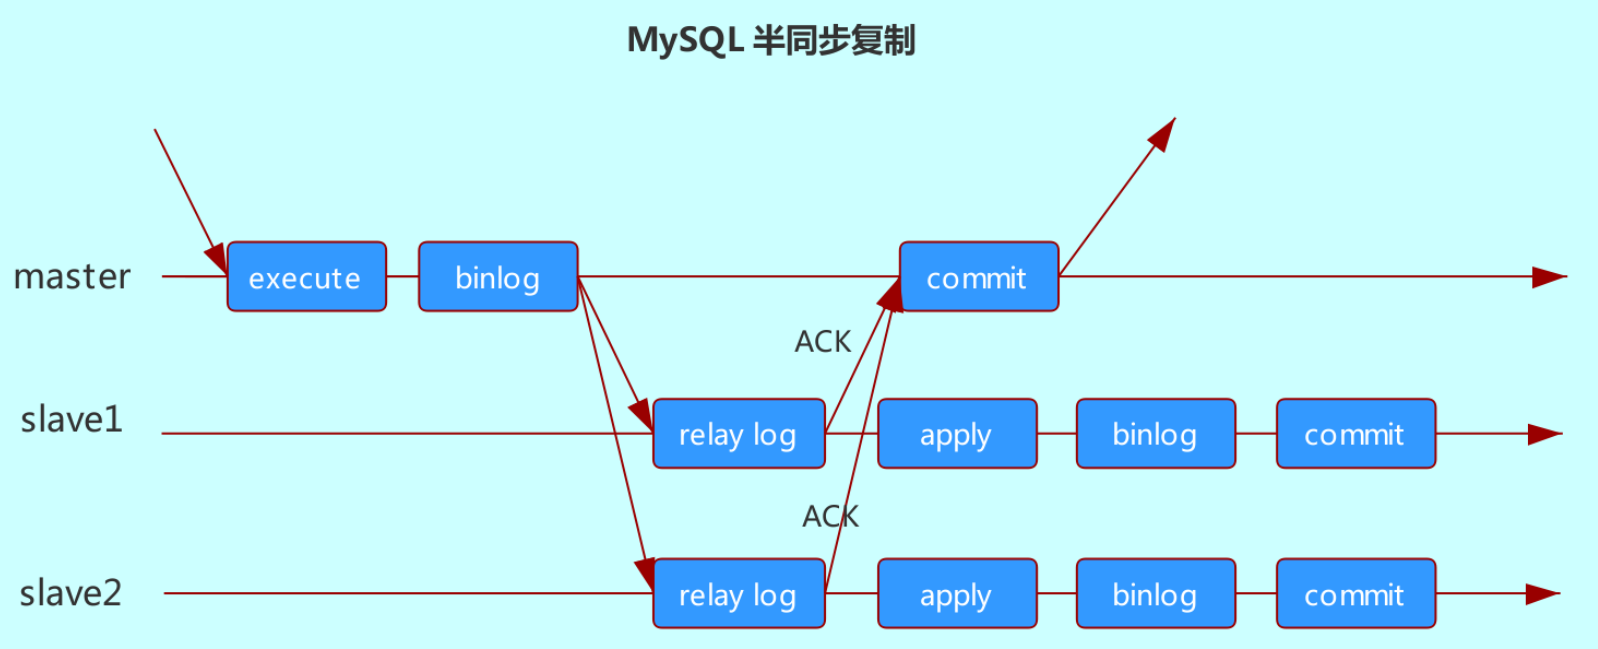 MySQL 半同步复制
master execute binlog commit
ACK
slave1 relay log apply binlog commit
ACK
slave2 relay log apply binlog commit